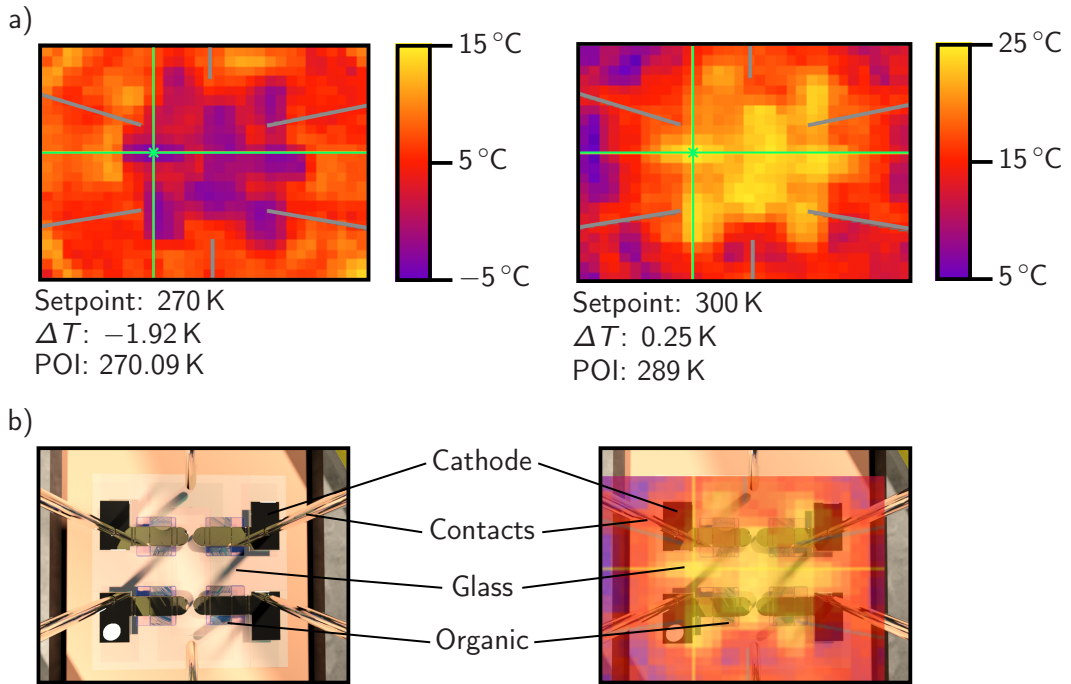 a)
15 °C
5 °C
−5 °C
Setpoint: 270 K
ΔT: −1.92 K
POI: 270.09 K
25 °C
15 °C
5 °C
Setpoint: 300 K
ΔT: 0.25 K
POI: 289 K
b)
Cathode
Contacts
Glass
Organic